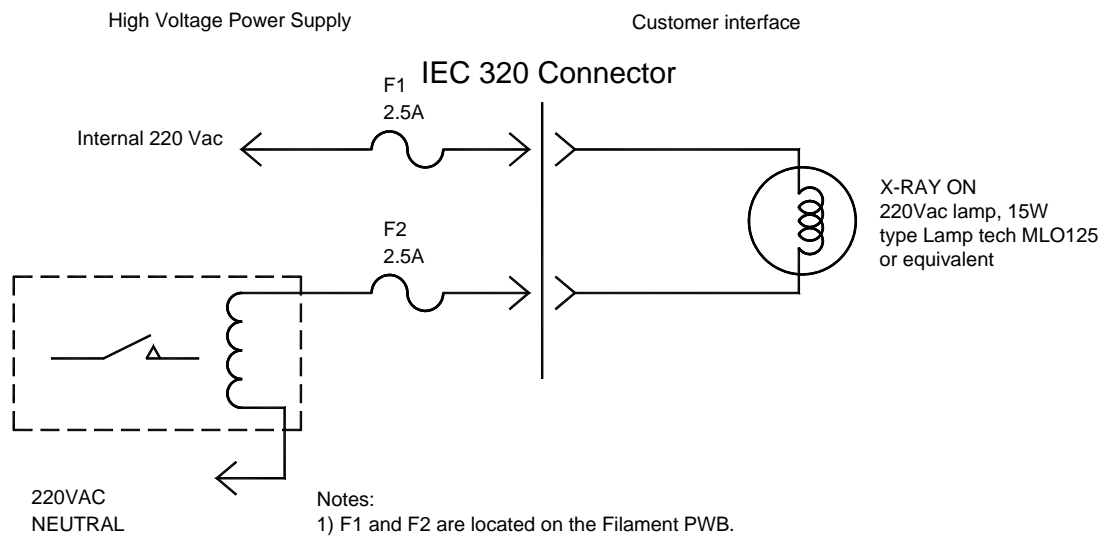 High Voltage Power Supply
Customer interface
IEC 320 Connector
F1
2.5A
Internal 220 Vac
X-RAY ON
220Vac lamp, 15W
type Lamp tech MLO125
or equivalent
F2
2.5A
220VAC
NEUTRAL
Notes:
1) F1 and F2 are located on the Filament PWB.